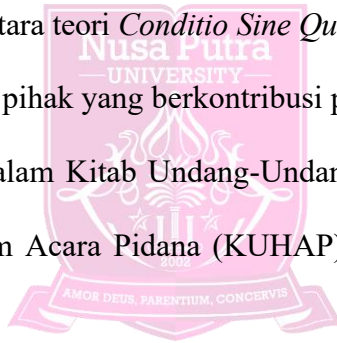 tara teori Conditio Sine Qu
Nusa Putra
UNIVERSITY
pihak yang berkontribusi p
alam Kitab Undang-Undan
m Acara Pidana (KUHAP)
2002
AMOR DEUS, PARENTIUM, CONCERVIS